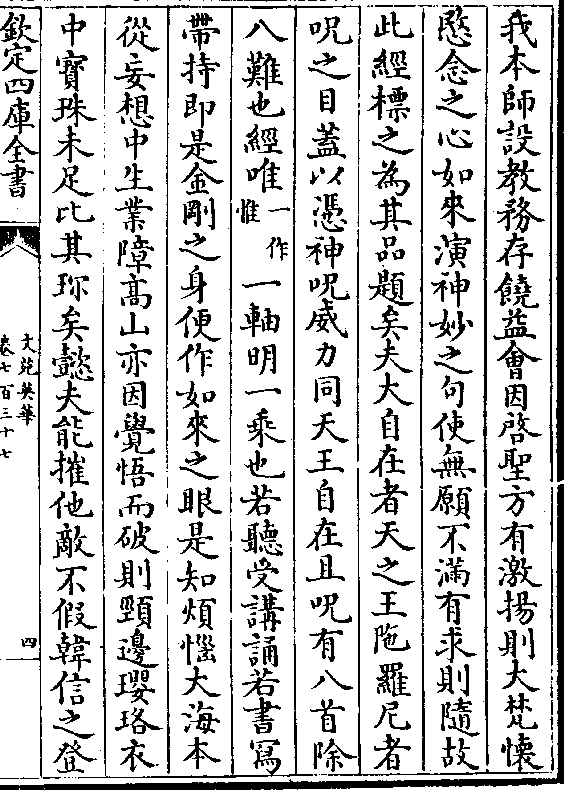 我本師設教務存饒益會因啓聖方有激揚則大梵懷
愍念之心如來演神妙之句使無願不滿有求則隨故
此經標之為其品題矣夫大自在者天之王陁羅尼者
呪之目蓋以憑神呪威力同天王自在且呪有八首除
八難也經唯一作惟一軸明一乘也若聽受講誦若書寫
帶持即是金剛之身便作如來之眼是知煩惱大海本
從妄想中生業障髙山亦因覺悟而破則頸邊瓔珞衣
中寳珠未足比其珎矣懿夫能摧他敵不假韓信之登
欽定四庫全書
文苑英華
卷七百三十七
四